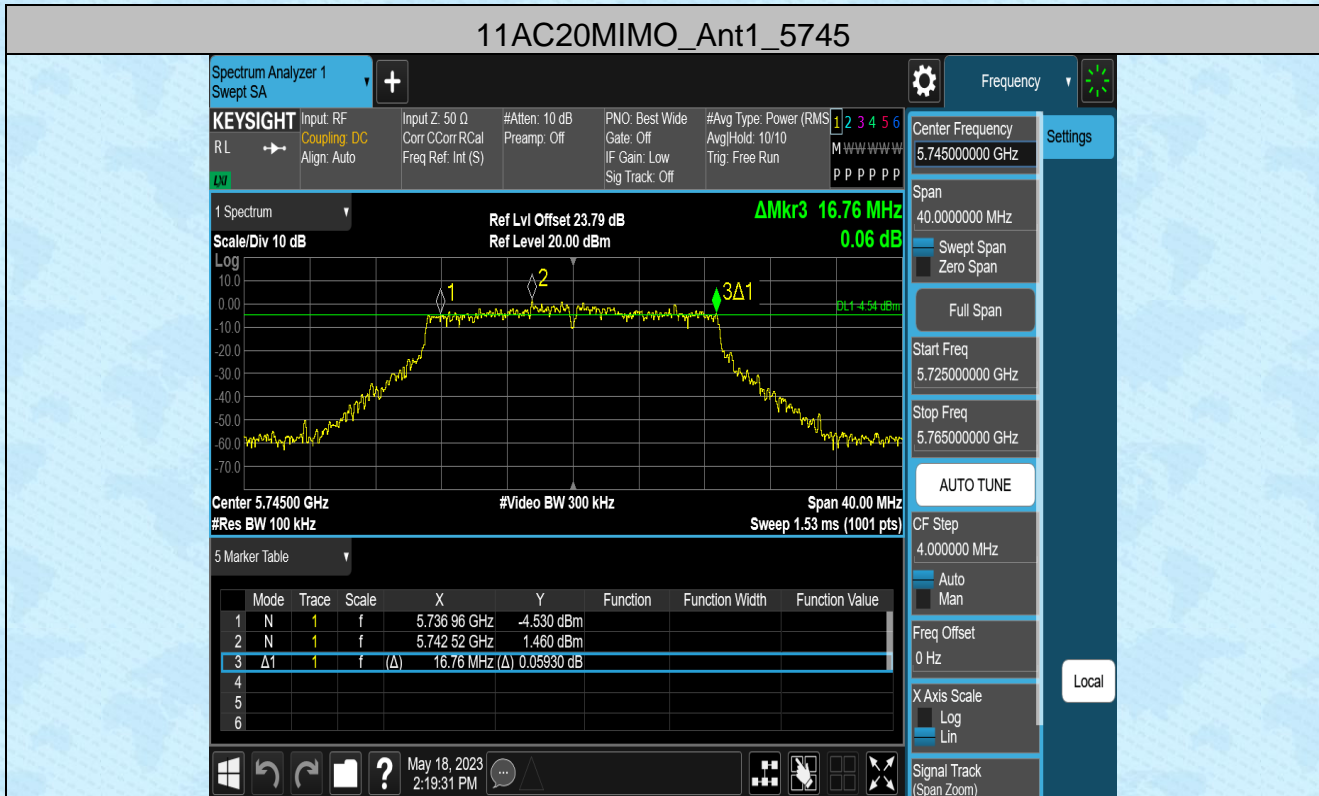 11AC20MIMO_Ant1_5745
Spectrum Analyzer 1
Swept SA
Frequency
KEYSIGHT
RL
LXI
Input: RF
Coupling: DC
Align: Auto
Input Z: 50 Ω
Corr CCorr RCal
Freq Ref: Int (S)
#Atten: 10 dB
Preamp: Off
PNO: Best Wide
Gate: Off
IF Gain: Low
Sig Track: Off
#Avg Type: Power (RMS
Avg|Hold: 10/10
Trig: Free Run
1 2 3 4 5 6
M W W W W W
P P P P P P
1 Spectrum
Scale/Div 10 dB
Ref Lvl Offset 23.79 dB
Ref Level 20.00 dBm
ΔMkr3 16.76 MHz
0.06 dB
Log
10.0
0.00
-10.0
-20.0
-30.0
-40.0
-50.0
-60.0
-70.0
1
2
3Δ1
DL1 -4.54 dBm
Center 5.74500 GHz
#Res BW 100 kHz
#Video BW 300 kHz
Span 40.00 MHz
Sweep 1.53 ms (1001 pts)
5 Marker Table
Mode Trace Scale X Y Function Function Width Function Value
1 N 1 f 5.736 96 GHz -4.530 dBm
2 N 1 f 5.742 52 GHz 1.460 dBm
3 Δ1 1 f (Δ) 16.76 MHz (Δ) 0.05930 dB
4
5
6
?
May 18, 2023
2:19:31 PM
Center Frequency
5.745000000 GHz
Settings
Span
40.0000000 MHz
Swept Span
Zero Span
Full Span
Start Freq
5.725000000 GHz
Stop Freq
5.765000000 GHz
AUTO TUNE
CF Step
4.000000 MHz
Auto
Man
Freq Offset
0 Hz
Local
X Axis Scale
Log
Lin
Signal Track
(Span Zoom)